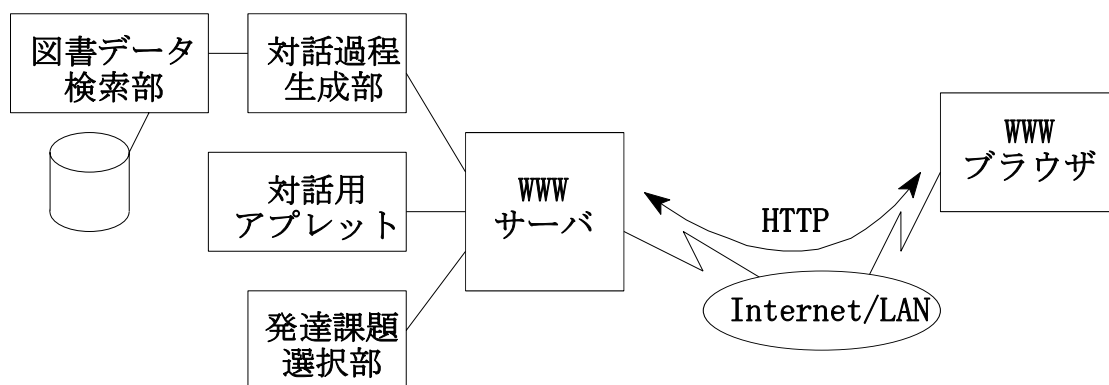 図書データ
検索部
対話過程
生成部
対話用
アプレット
発達課題
選択部
WWW
サーバ
HTTP
Internet/LAN
WWW
ブラウザ